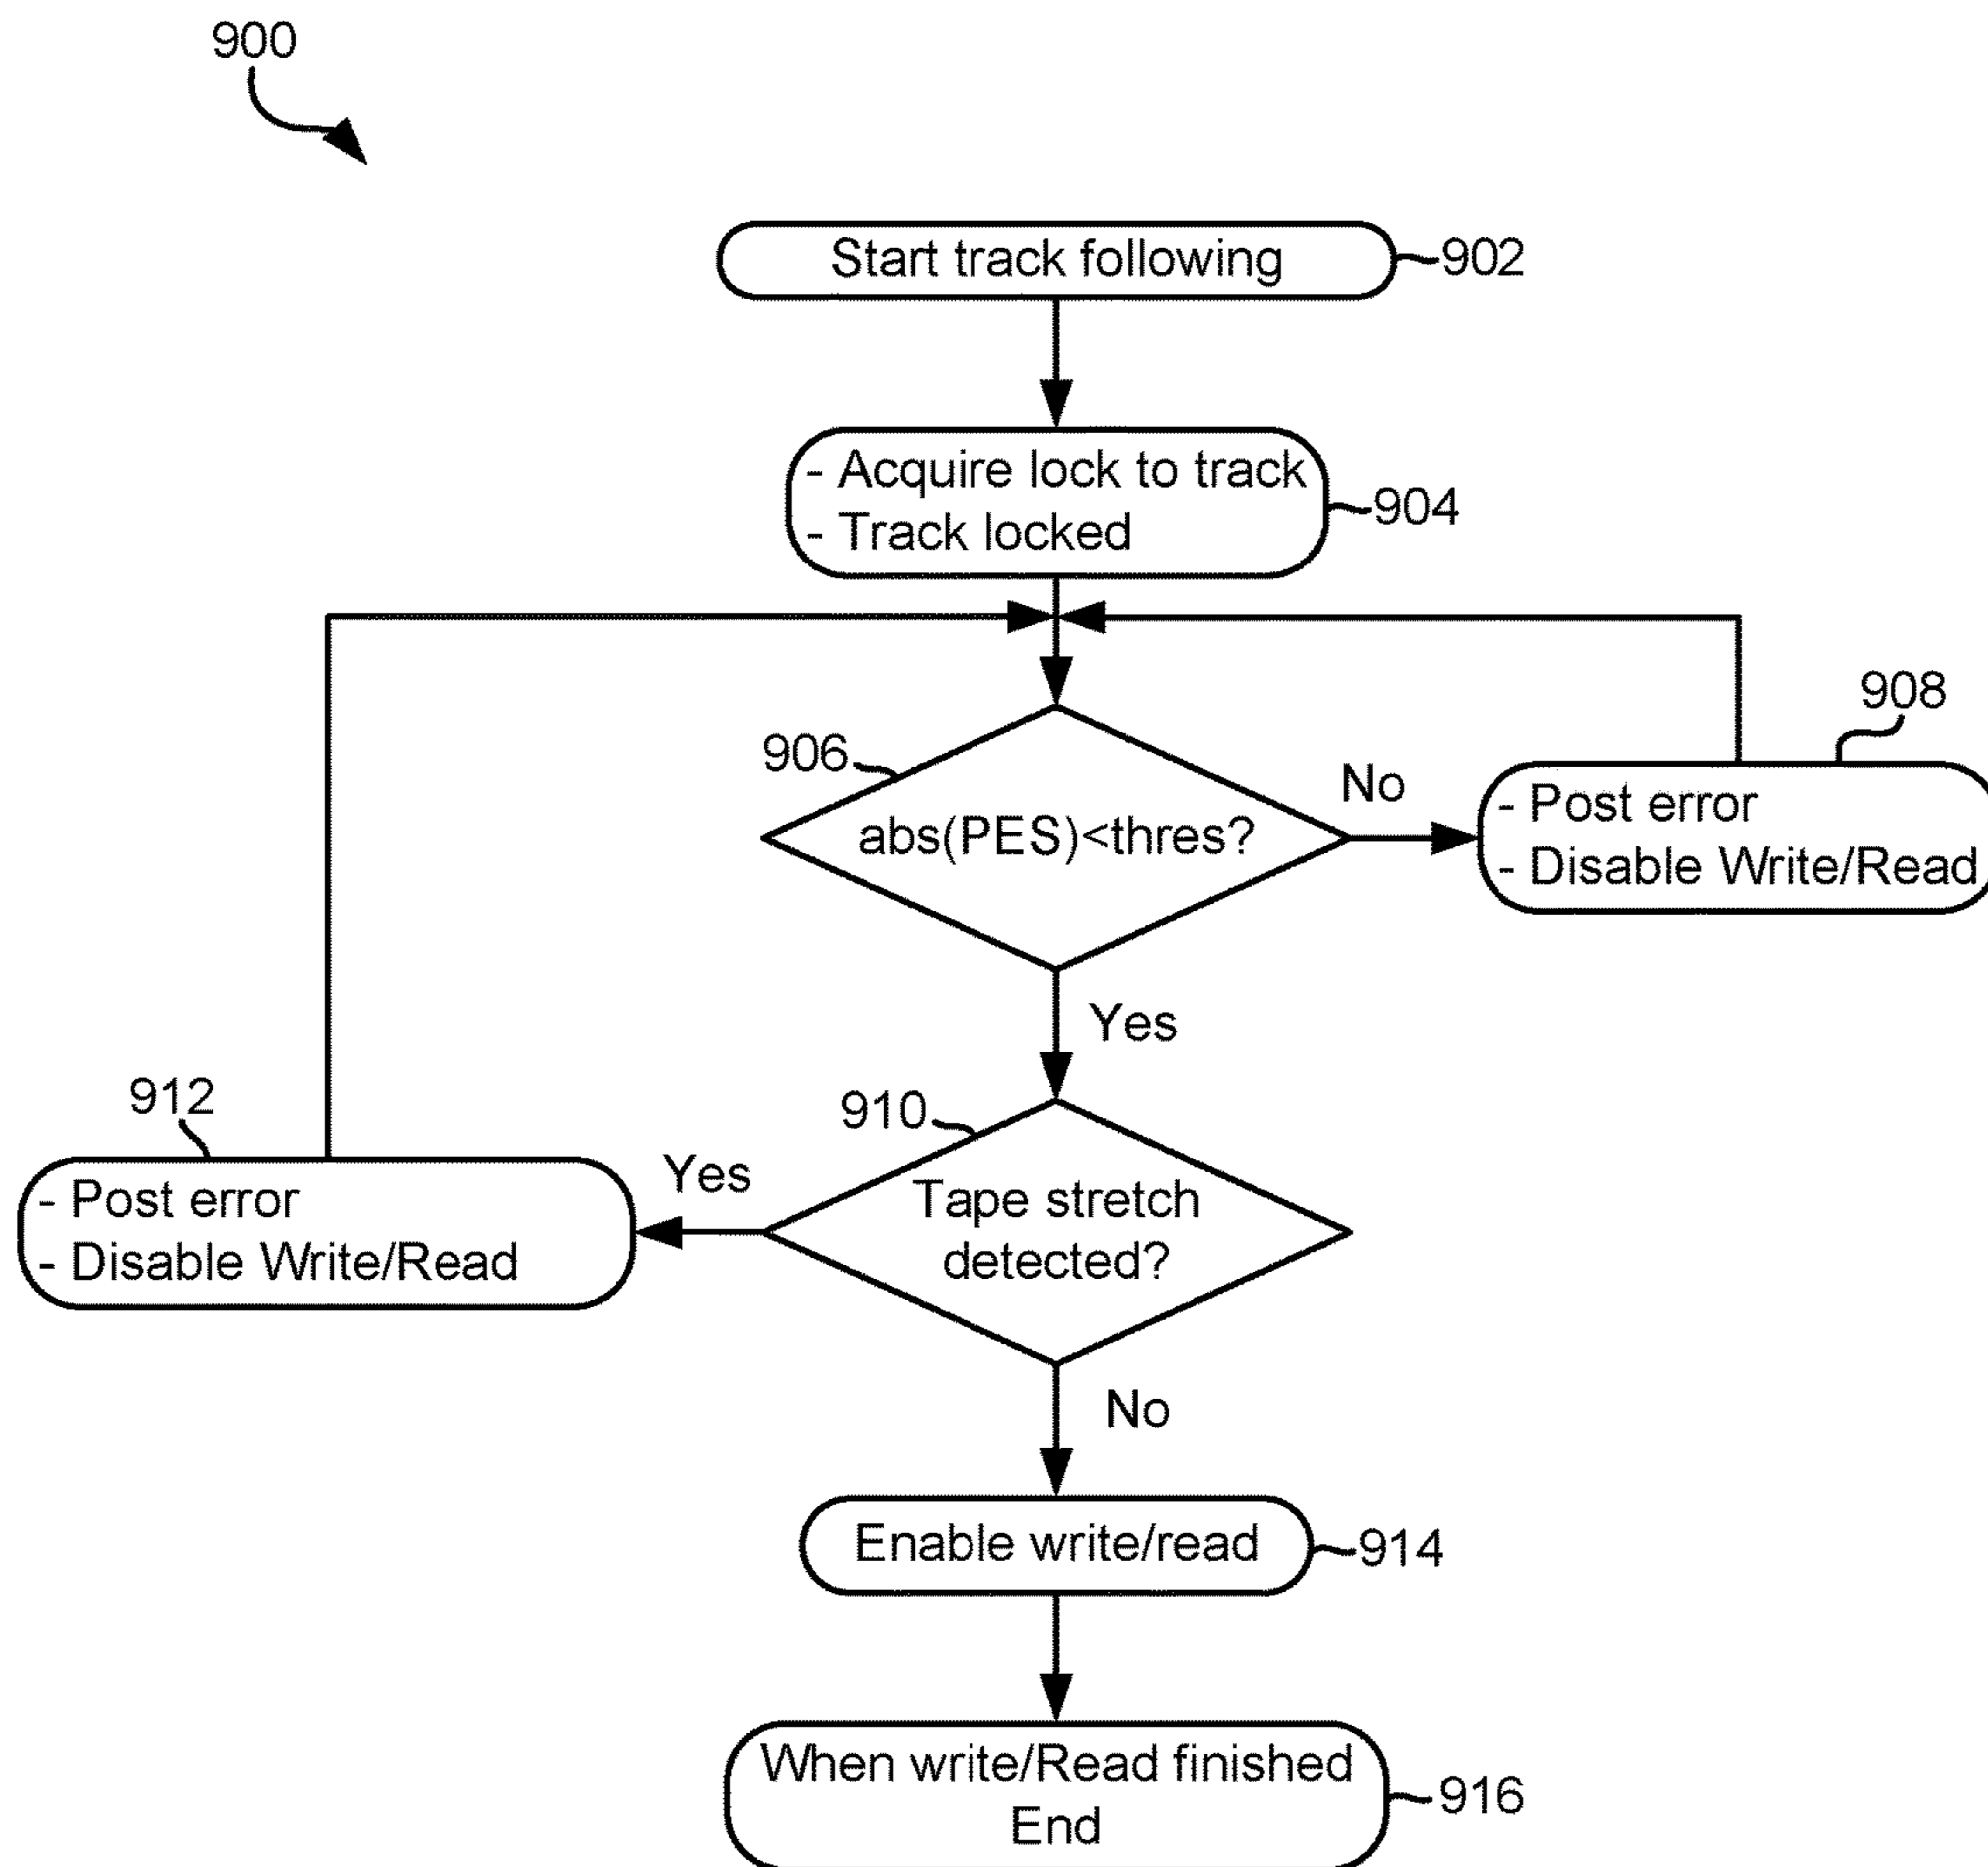 900
Start track following
902
- Acquire lock to track
- Track locked
904
906
abs(PES)<thres?
No
908
- Post error
- Disable Write/Read
Yes
910
Tape stretch
detected?
Yes
912
- Post error
- Disable Write/Read
No
Enable write/read
914
When write/Read finished
End
916